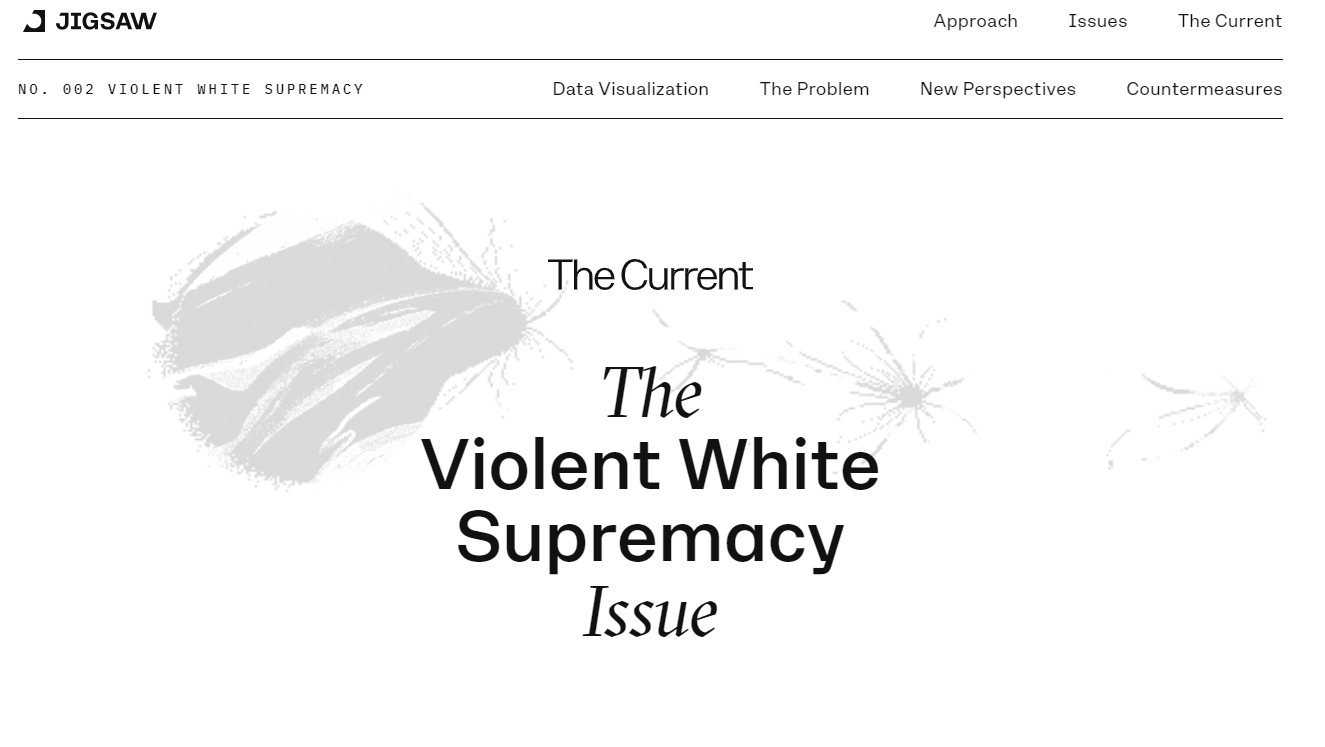 JIGSAW
Approach Issues The Current
NO. 002 VIOLENT WHITE SUPREMACY
Data Visualization The Problem New Perspectives Countermeasures
The Current
The
Violent White
Supremacy
Issue